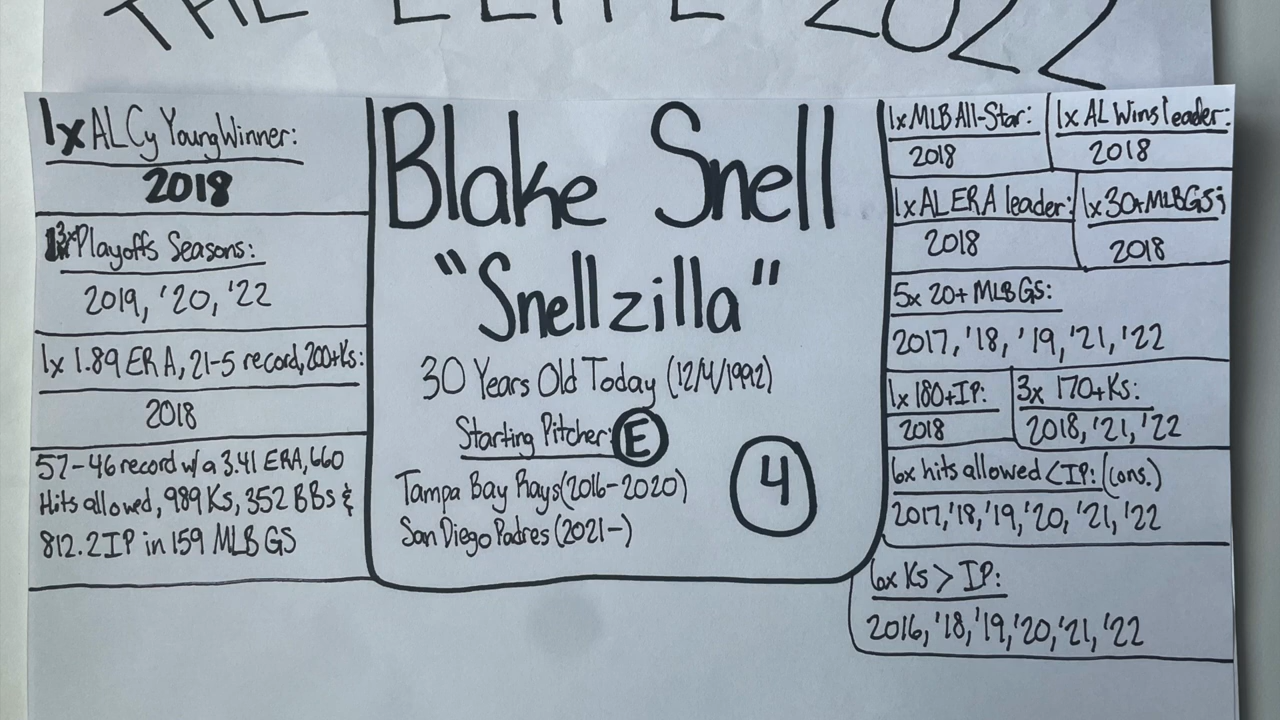 THE ELITE 2022
1x AL Cy Young Winner:
2018
3x Playoffs Seasons:
2019, '20, '22
1x 1.89 ERA, 21-5 record, 200+Ks:
2018
57-46 record w/a 3.41 ERA, 660
Hits allowed, 989 Ks, 352 BBs &
812.2 IP in 159 MLB GS
Blake Snell
"Snellzilla"
30 Years Old Today (12/4/1992)
Starting Pitcher: E
Tampa Bay Rays (2016-2020)
San Diego Padres (2021-)
4
1x MLB All-Star:
2018
1x AL Wins leader:
2018
1x AL ERA leader:
2018
1x 30+ MLB GS:
2018
5x 20+ MLB GS:
2017, '18, '19, '21, '22
1x 180+ IP:
2018
3x 170+ Ks:
2018, '21, '22
6x hits allowed < IP: (cons.)
2017, '18, '19, '20, '21, '22
6x Ks > IP:
2016, '18, '19, '20, '21, '22